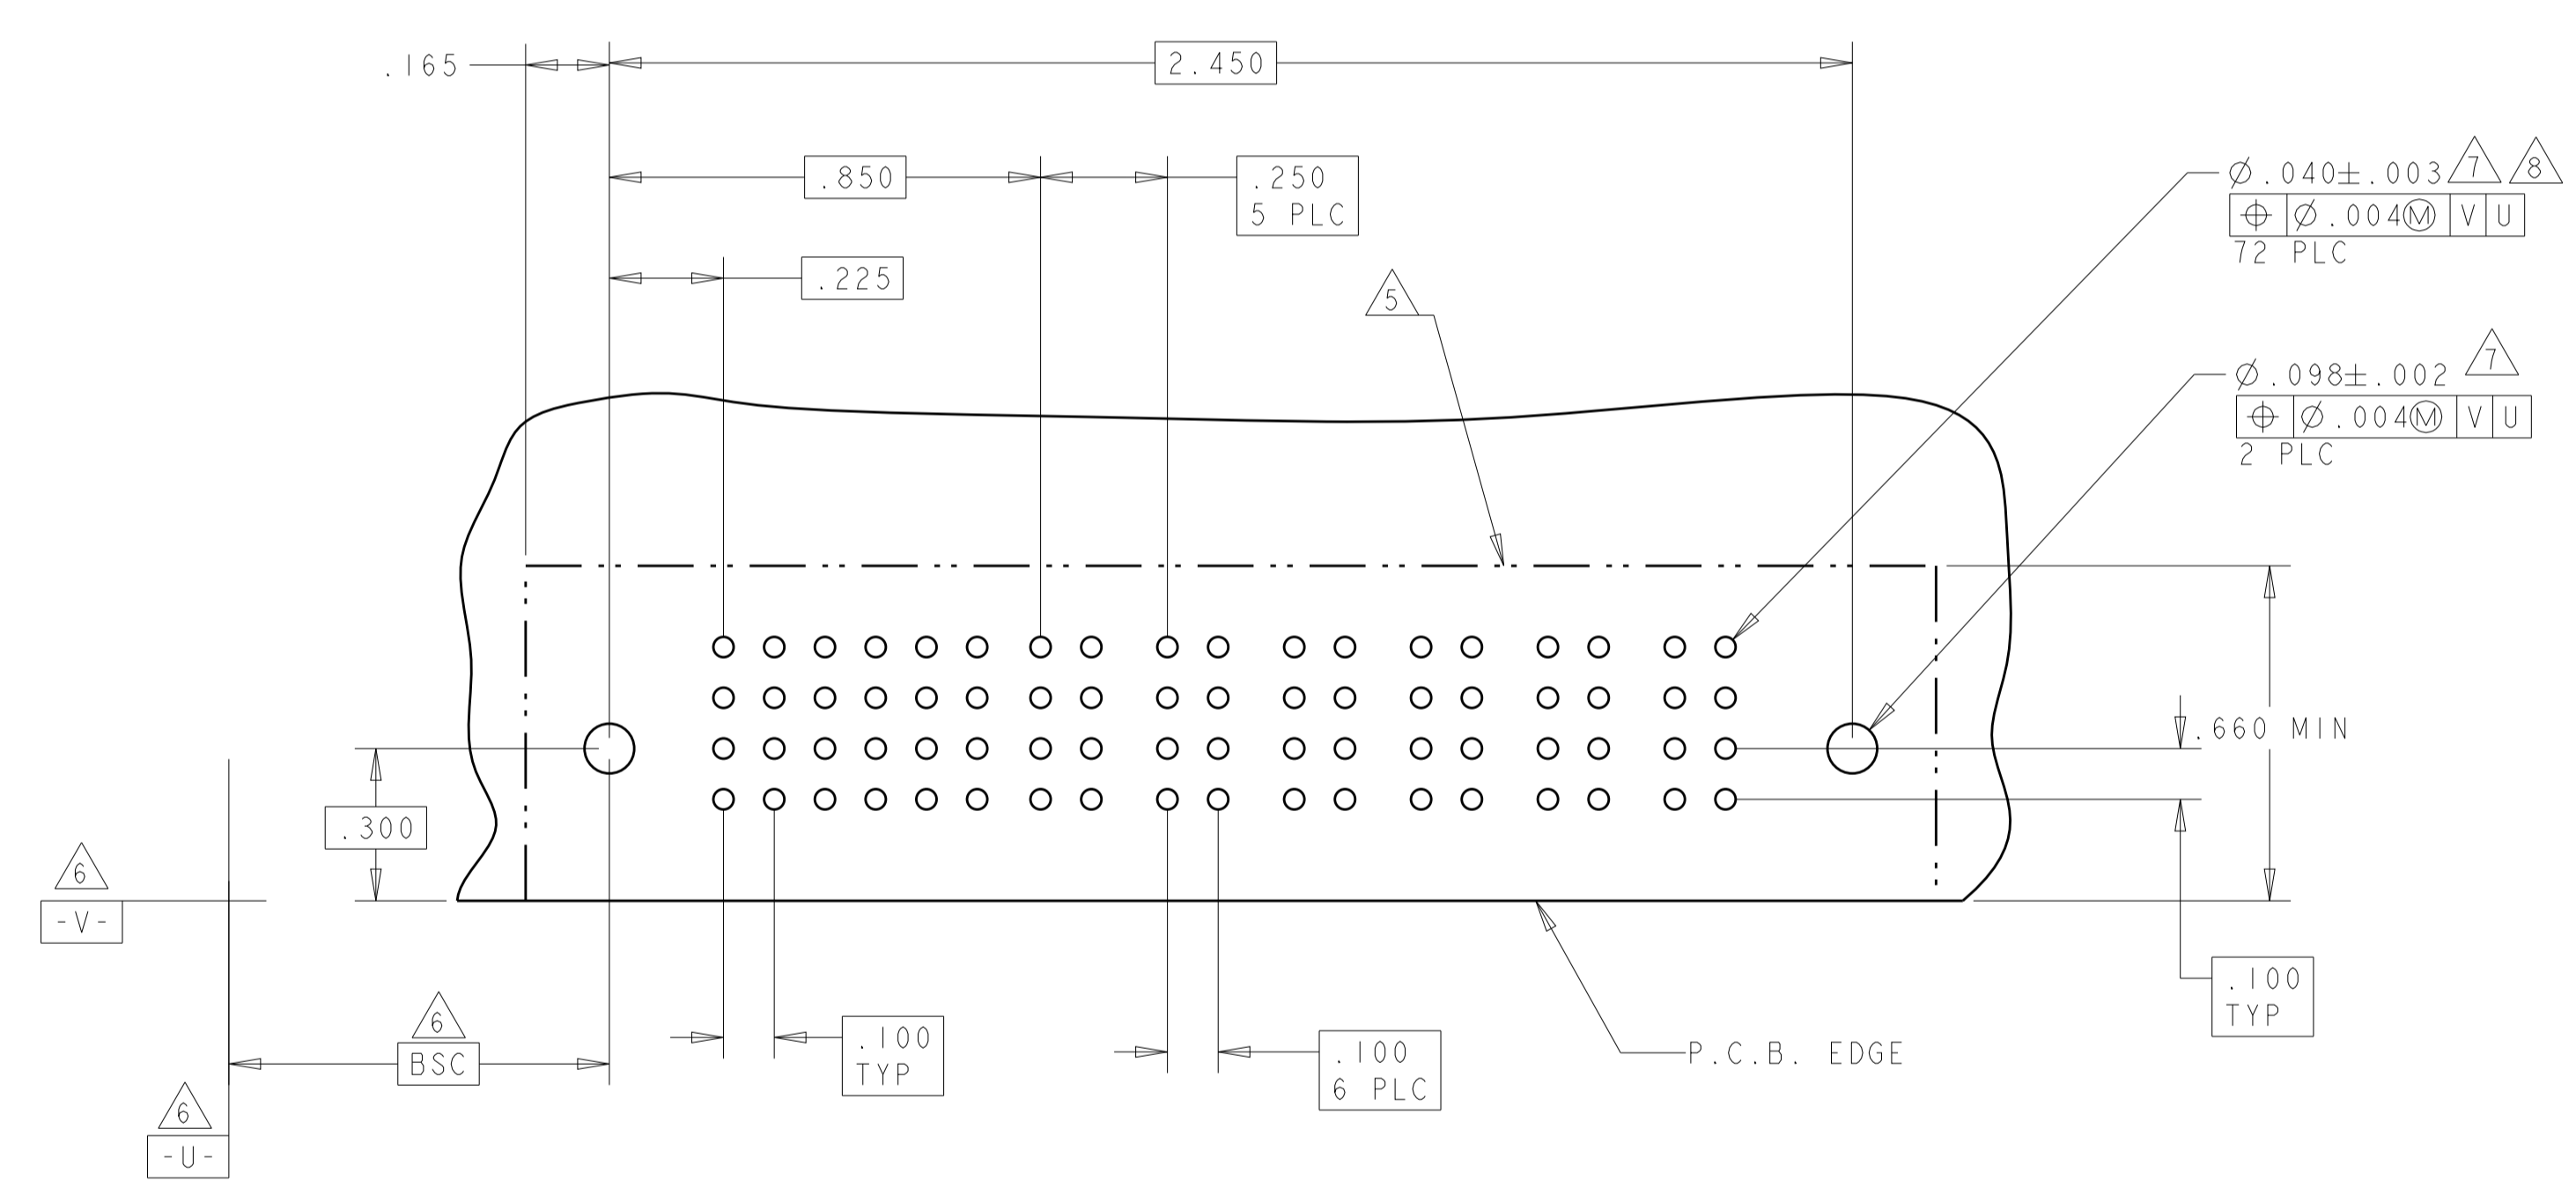 .165
2.450
.850
.250
5 PLC
.225
5
Ø.040±.003 7 8
⌖ Ø.004Ⓜ V U
72 PLC
Ø.098±.002 7
⌖ Ø.004Ⓜ V U
2 PLC
.660 MIN
.300
6
-V-
6
BSC
6
-U-
.100
TYP
.100
6 PLC
P.C.B. EDGE
.100
TYP